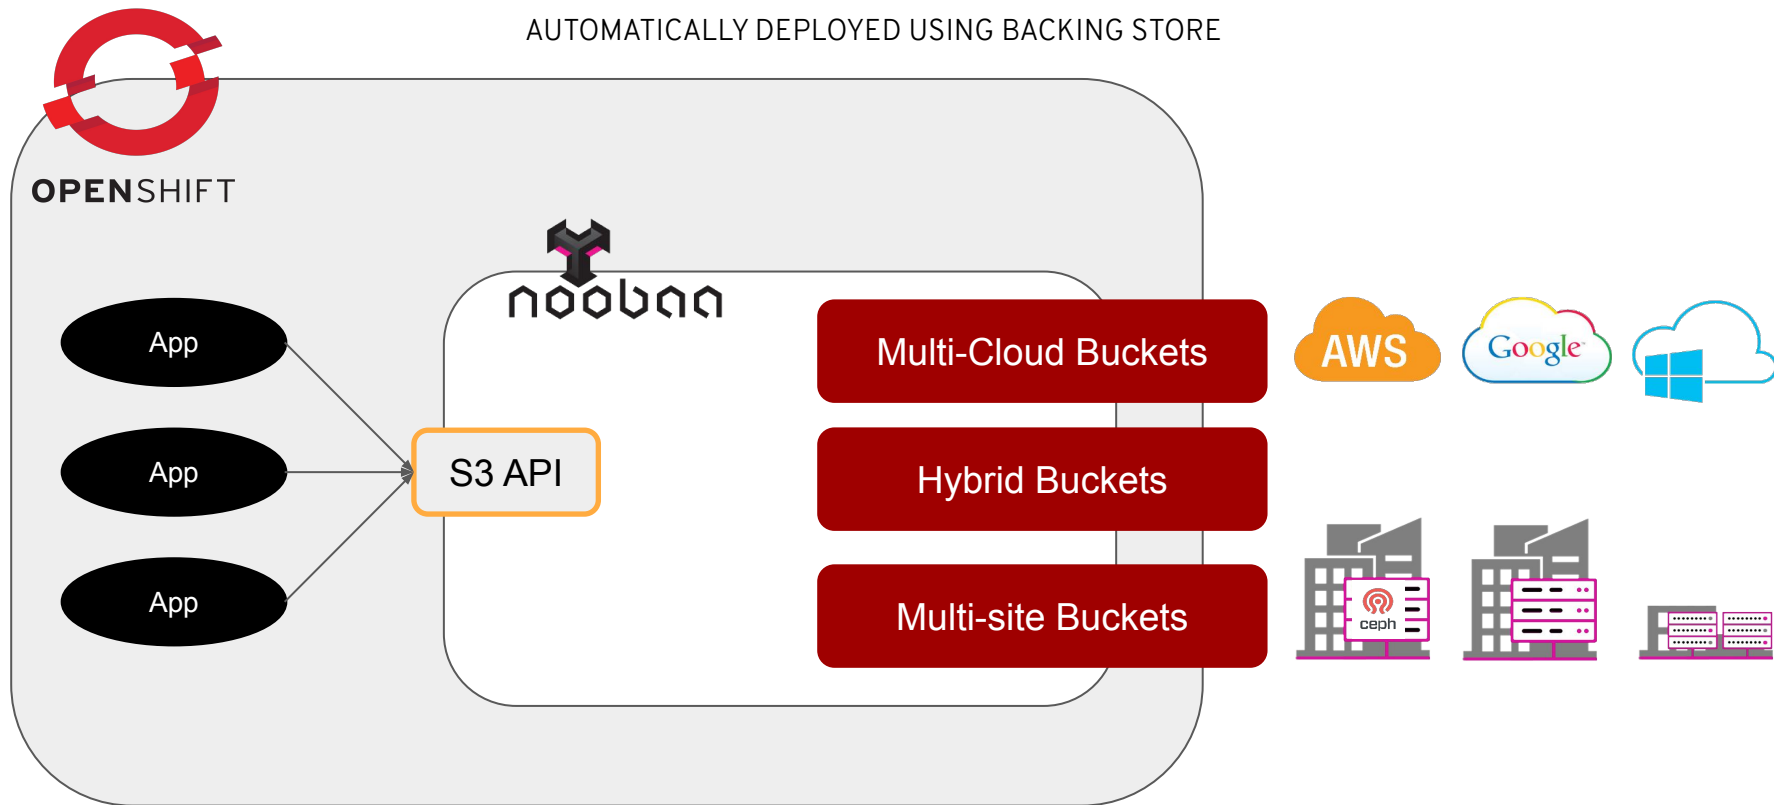 AUTOMATICALLY DEPLOYED USING BACKING STORE
OPENSHIFT
noobaa
App
App
App
S3 API
Multi-Cloud Buckets
Hybrid Buckets
Multi-site Buckets
AWS
Google
ceph